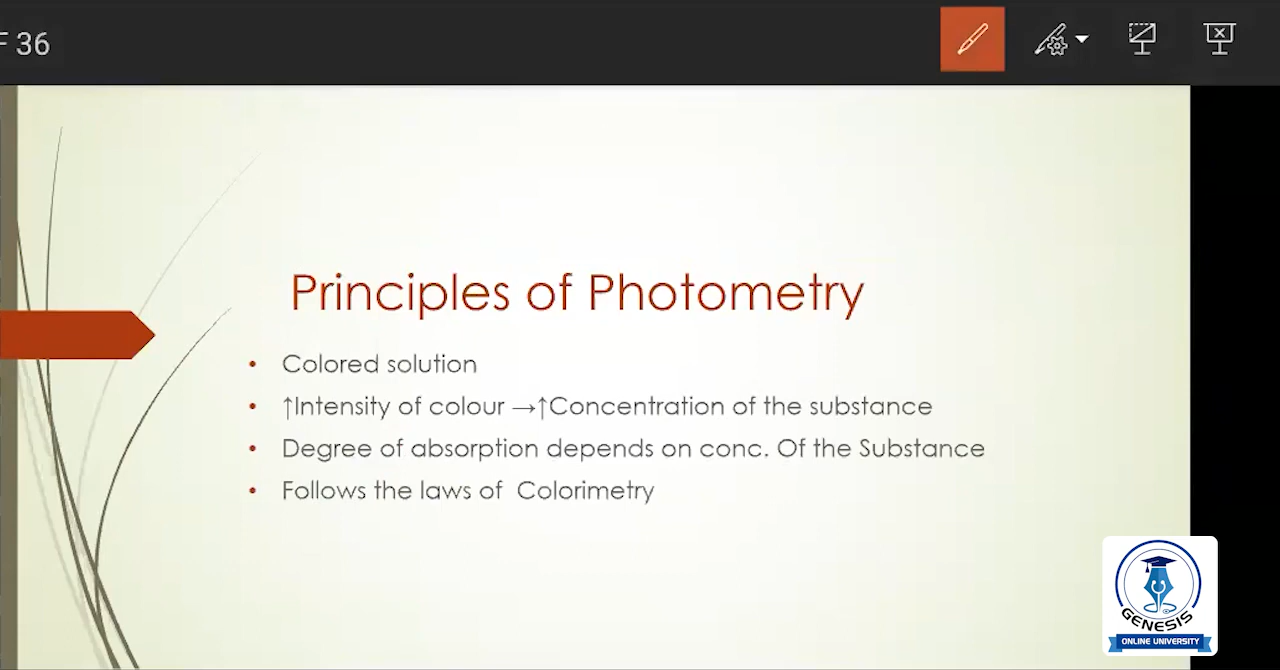 F 36
Principles of Photometry
• Colored solution
• ↑Intensity of colour →↑Concentration of the substance
• Degree of absorption depends on conc. Of the Substance
• Follows the laws of Colorimetry
GENESIS
ONLINE UNIVERSITY